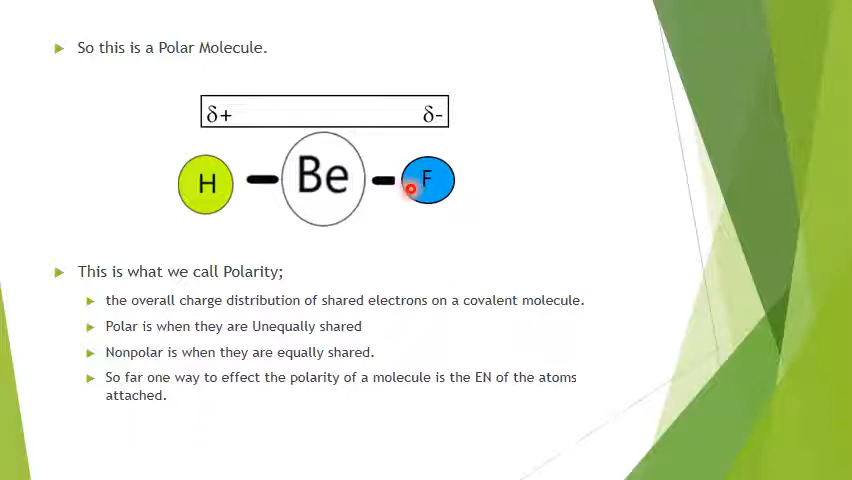 So this is a Polar Molecule.
δ+ δ-
H Be F
This is what we call Polarity;
the overall charge distribution of shared electrons on a covalent molecule.
Polar is when they are Unequally shared
Nonpolar is when they are equally shared.
So far one way to effect the polarity of a molecule is the EN of the atoms
attached.